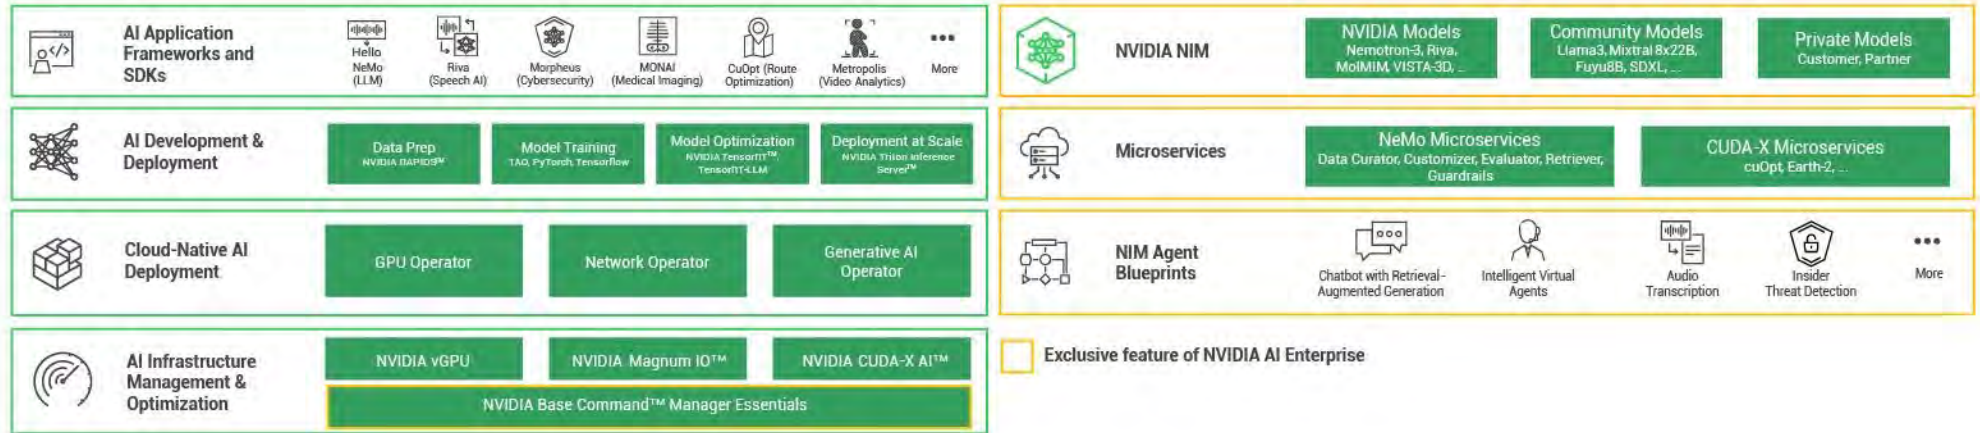 AI Application
Frameworks and
SDKs
Hello
NeMo
(LLM)
Riva
(Speech AI)
Morpheus
(Cybersecurity)
MONAI
(Medical Imaging)
CuOpt (Route
Optimization)
Metropolis
(Video Analytics)
More
AI Development &
Deployment
Data Prep
NVIDIA RAPIDS℠
Model Training
TAO, PyTorch, Tensorflow
Model Optimization
NVIDIA TensorRT™
TensorRT-LLM
Deployment at Scale
NVIDIA Triton Inference
Server™
Cloud-Native AI
Deployment
GPU Operator
Network Operator
Generative AI
Operator
AI Infrastructure
Management &
Optimization
NVIDIA vGPU
NVIDIA Magnum IO™
NVIDIA CUDA-X AI™
NVIDIA Base Command™ Manager Essentials
NVIDIA NIM
NVIDIA Models
Nemotron-3, Riva,
MolMIM, VISTA-3D, ...
Community Models
Llama3, Mixtral 8x22B,
Fuyu8B, SDXL, ...
Private Models
Customer, Partner
Microservices
NeMo Microservices
Data Curator, Customizer, Evaluator, Retriever,
Guardrails
CUDA-X Microservices
cuOpt, Earth-2, ...
NIM Agent
Blueprints
Chatbot with Retrieval-
Augmented Generation
Intelligent Virtual
Agents
Audio
Transcription
Insider
Threat Detection
More
Exclusive feature of NVIDIA AI Enterprise